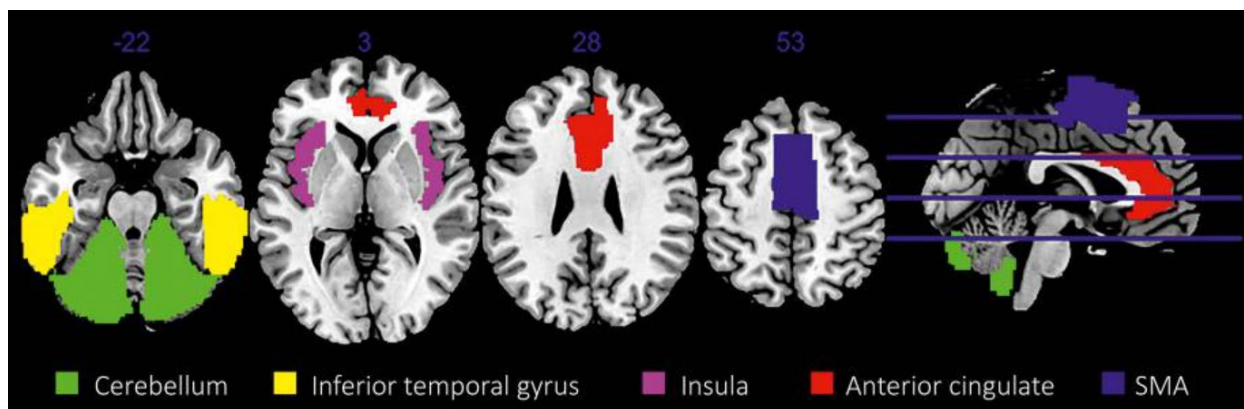 -22 3 28 53
Cerebellum Inferior temporal gyrus Insula Anterior cingulate SMA